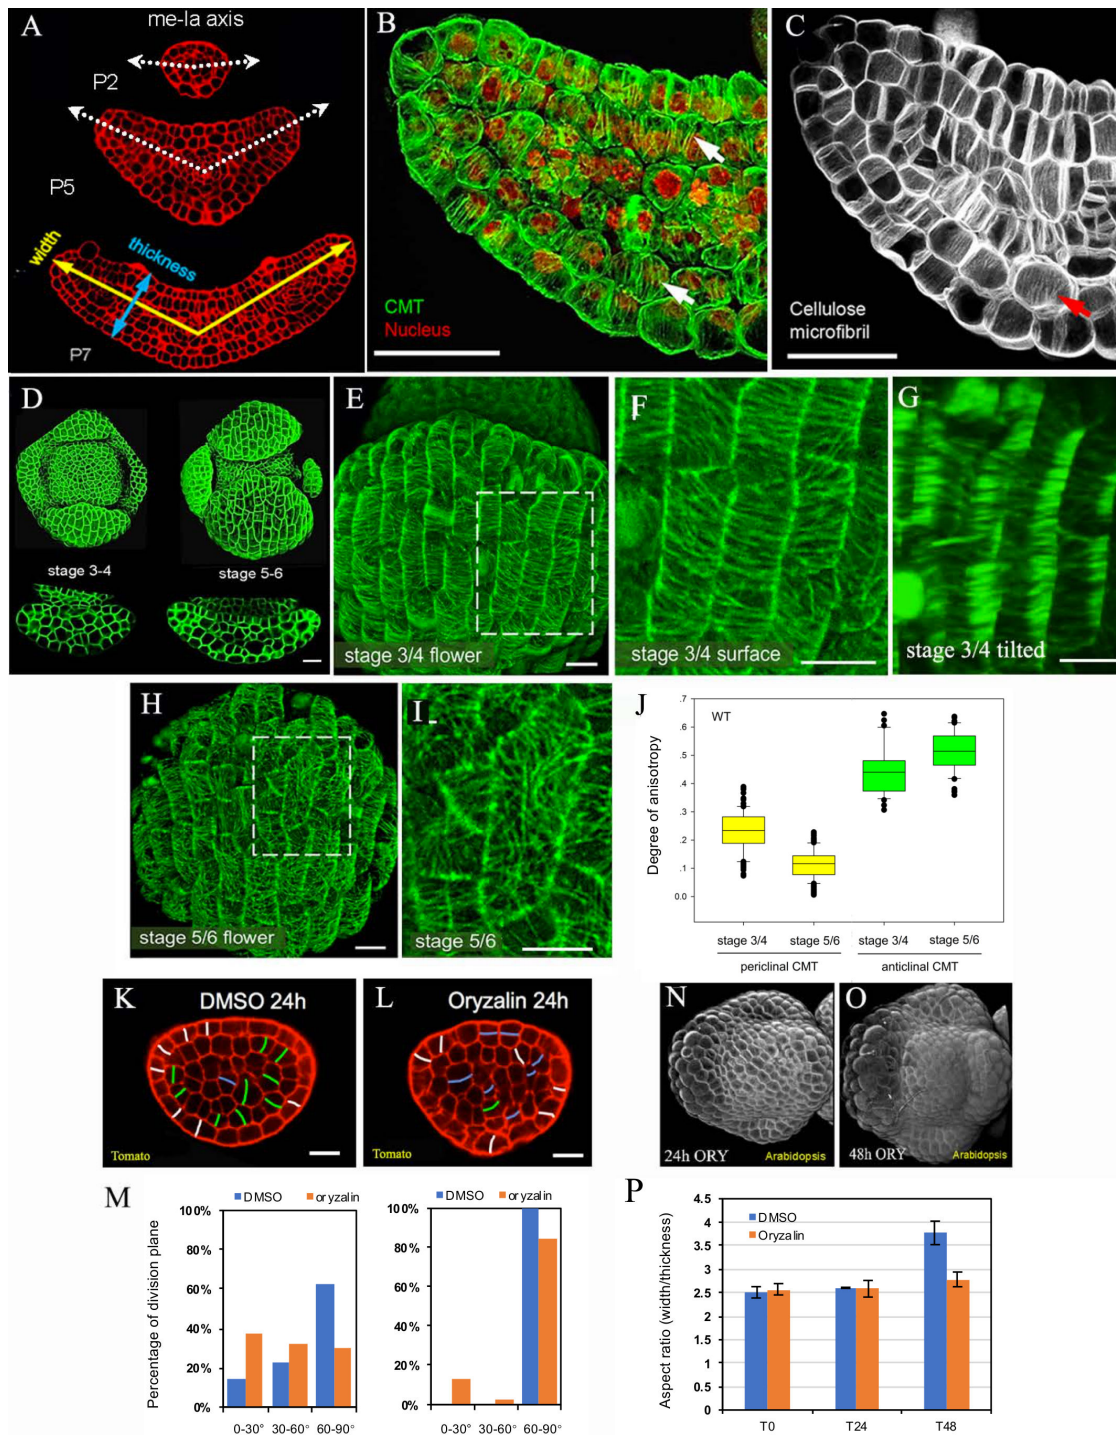 A
me-la axis
P2
P5
width
thickness
P7
B
CMT
Nucleus
C
Cellulose
microfibril
D
stage 3-4
stage 5-6
E
stage 3/4 flower
F
stage 3/4 surface
G
stage 3/4 tilted
H
stage 5/6 flower
I
stage 5/6
J
WT
Degree of anisotropy
.7
.6
.5
.4
.3
.2
.1
0.0
stage 3/4 stage 5/6 stage 3/4 stage 5/6
periclinal CMT anticlinal CMT
K
DMSO 24h
Tomato
L
Oryzalin 24h
Tomato
N
24h ORY
Arabidopsis
O
48h ORY
Arabidopsis
M
Percentage of division plane
DMSO oryzalin
100%
80%
60%
40%
20%
0%
0-30° 30-60° 60-90°
DMSO oryzalin
100%
80%
60%
40%
20%
0%
0-30° 30-60° 60-90°
P
Aspect ratio (width/thickness)
DMSO
Oryzalin
4.5
4
3.5
3
2.5
2
1.5
1
0.5
0
T0 T24 T48